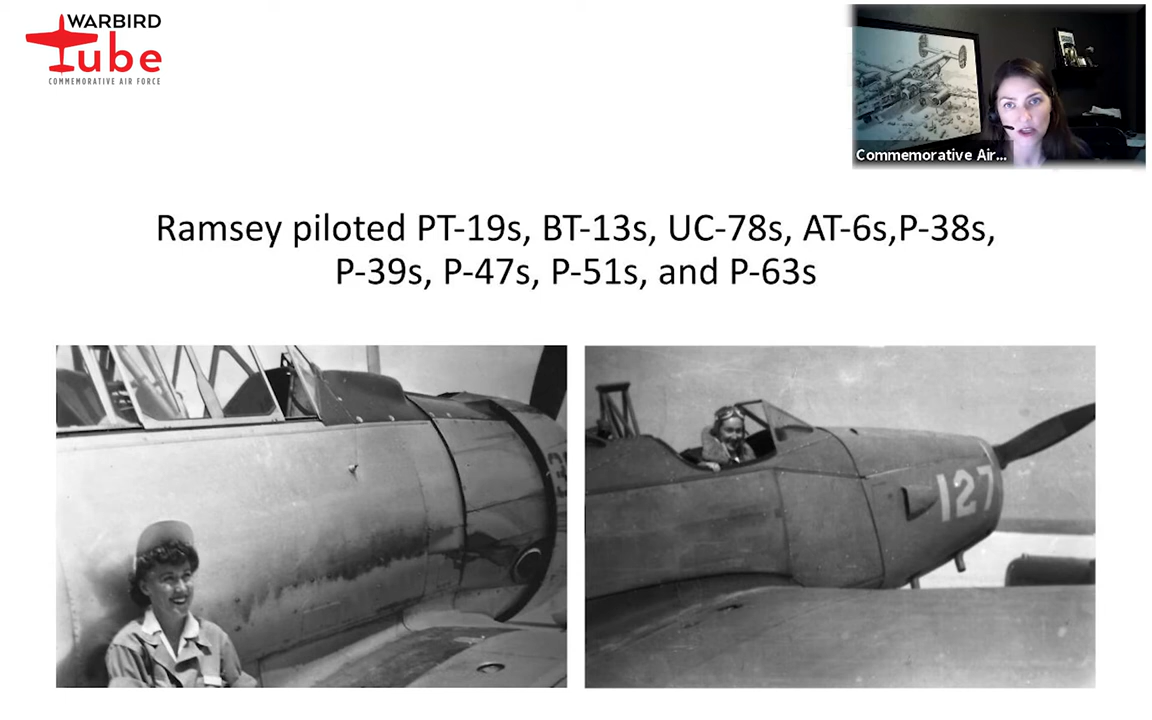 WARBIRD
Tube
COMMEMORATIVE AIR FORCE
Commemorative Air...
Ramsey piloted PT-19s, BT-13s, UC-78s, AT-6s,P-38s,
P-39s, P-47s, P-51s, and P-63s
127